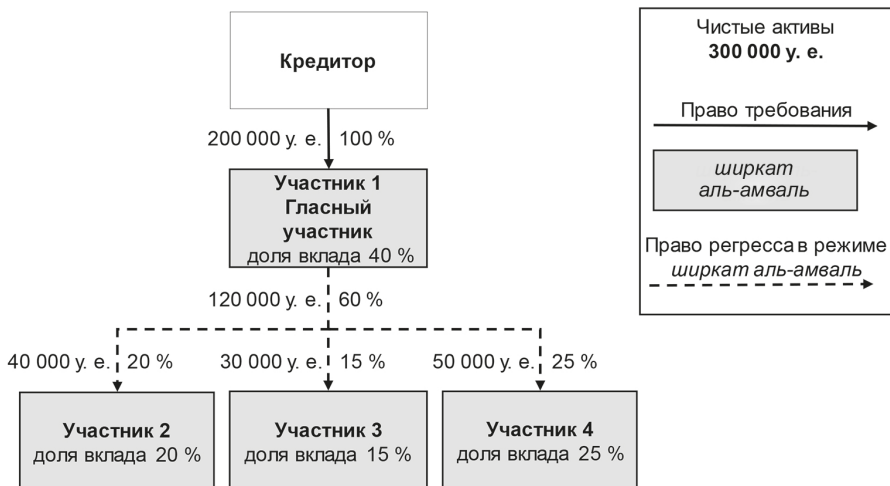 Кредитор
200 000 у. е. 100 %
Участник 1
Гласный
участник
доля вклада 40 %
120 000 у. е. 60 %
40 000 у. е. 20 %
30 000 у. е. 15 %
50 000 у. е. 25 %
Участник 2
доля вклада 20 %
Участник 3
доля вклада 15 %
Участник 4
доля вклада 25 %
Чистые активы
300 000 у. е.
Право требования
ширкат
аль-амваль
Право регресса в режиме
ширкат аль-амваль